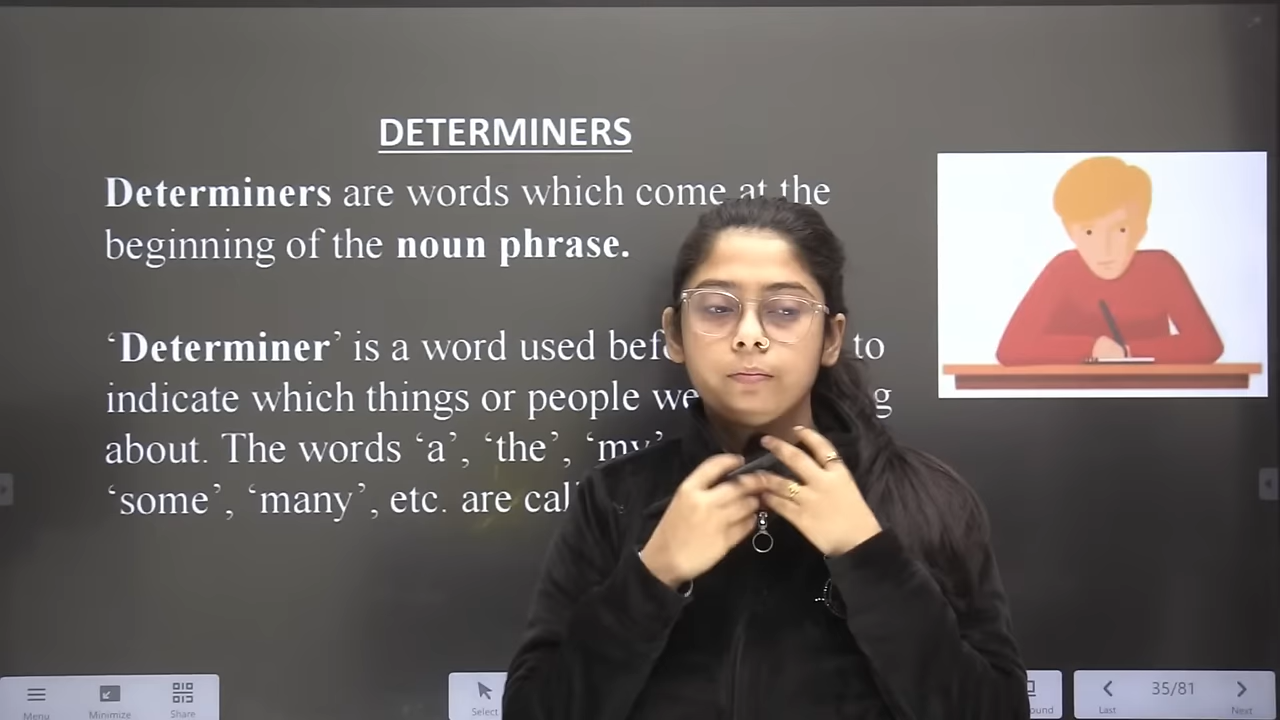 DETERMINERS
Determiners are words which come at the
beginning of the noun phrase.
‘Determiner’ is a word used to
indicate which things or people we
about. The words ‘a’, ‘the’, ‘my’
‘some’, ‘many’, etc. are
Menu
Minimize
Share
Select
35/81
Last
Next